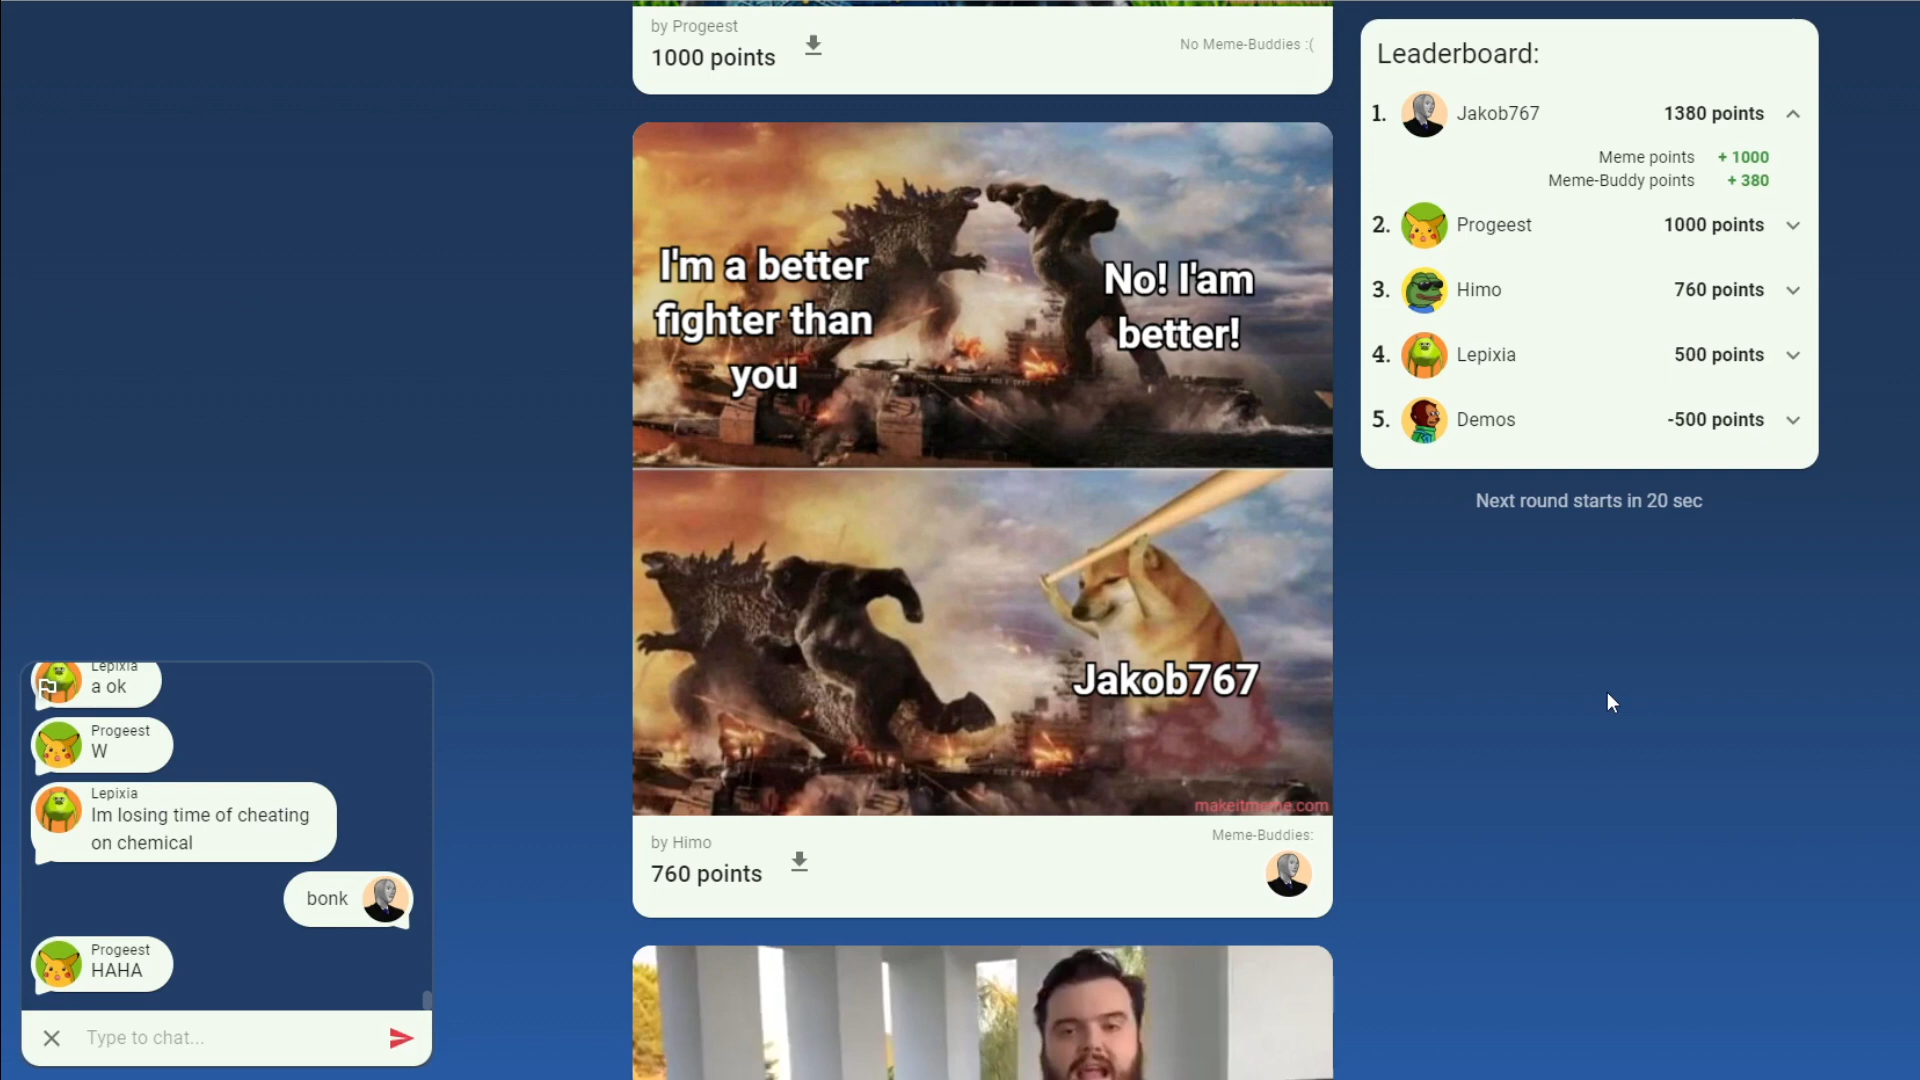 by Progeest
1000 points
No Meme-Buddies :(
I'm a better
fighter than
you
No! I'am
better!
Jakob767
makeitmeme.com
by Himo
760 points
Meme-Buddies:
Leaderboard:
1. Jakob767 1380 points
Meme points + 1000
Meme-Buddy points + 380
2. Progeest 1000 points
3. Himo 760 points
4. Lepixia 500 points
5. Demos -500 points
Next round starts in 20 sec
Lepixia
a ok
Progeest
W
Lepixia
Im losing time of cheating
on chemical
bonk
Progeest
HAHA
Type to chat...